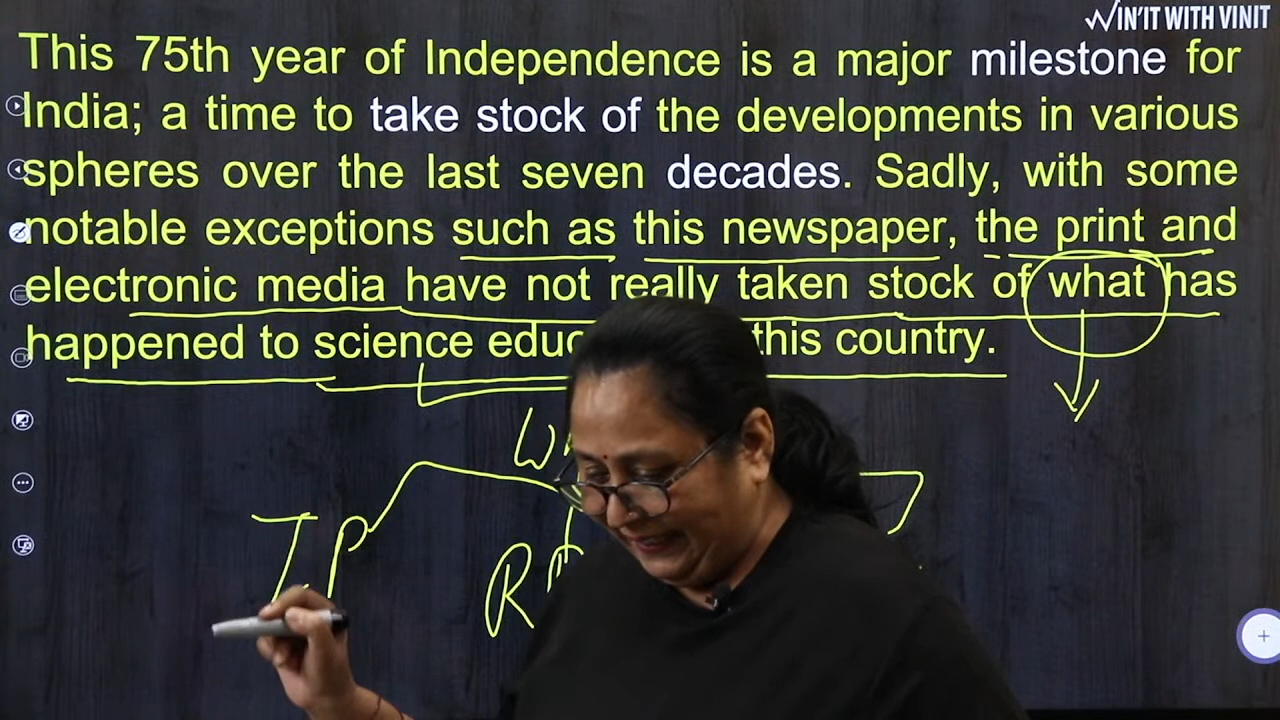 WIN'IT WITH VINIT
This 75th year of Independence is a major milestone for
India; a time to take stock of the developments in various
spheres over the last seven decades. Sadly, with some
notable exceptions such as this newspaper, the print and
electronic media have not really taken stock of what has
happened to science this country.
IP